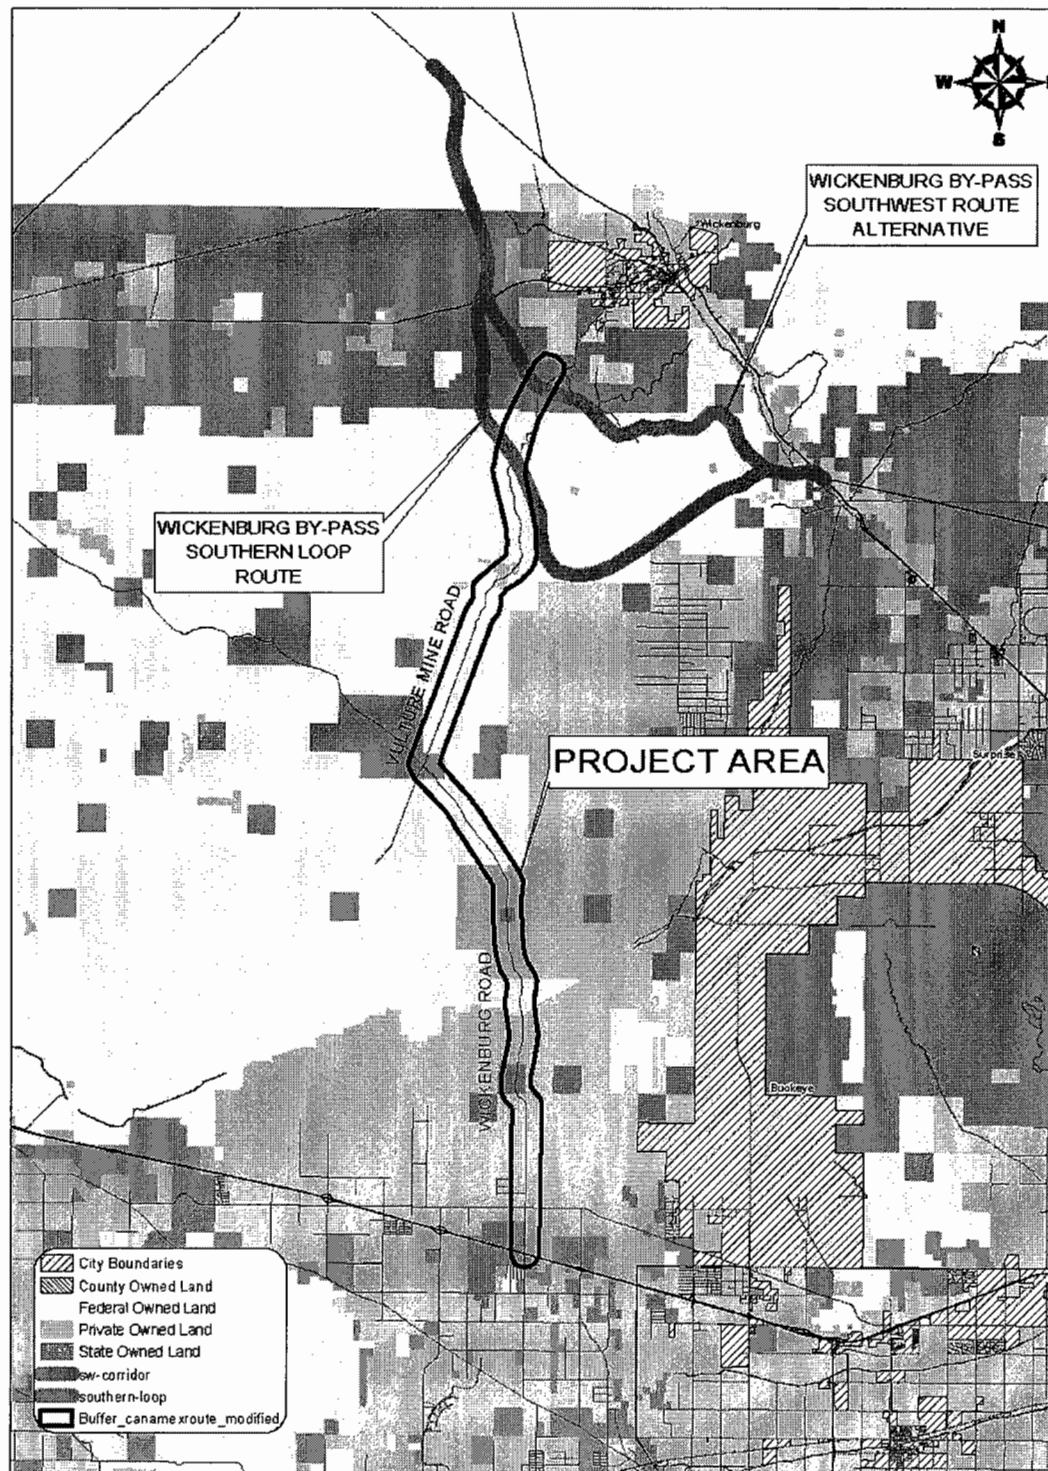 N
W
S
WICKENBURG BY-PASS
SOUTHWEST ROUTE
ALTERNATIVE
Wickenburg
WICKENBURG BY-PASS
SOUTHERN LOOP
ROUTE
VULTURE MINE ROAD
PROJECT AREA
Surprise
WICKENBURG ROAD
Buckeye
City Boundaries
County Owned Land
Federal Owned Land
Private Owned Land
State Owned Land
sw-corridor
southern-loop
Buffer_canamexroute_modified